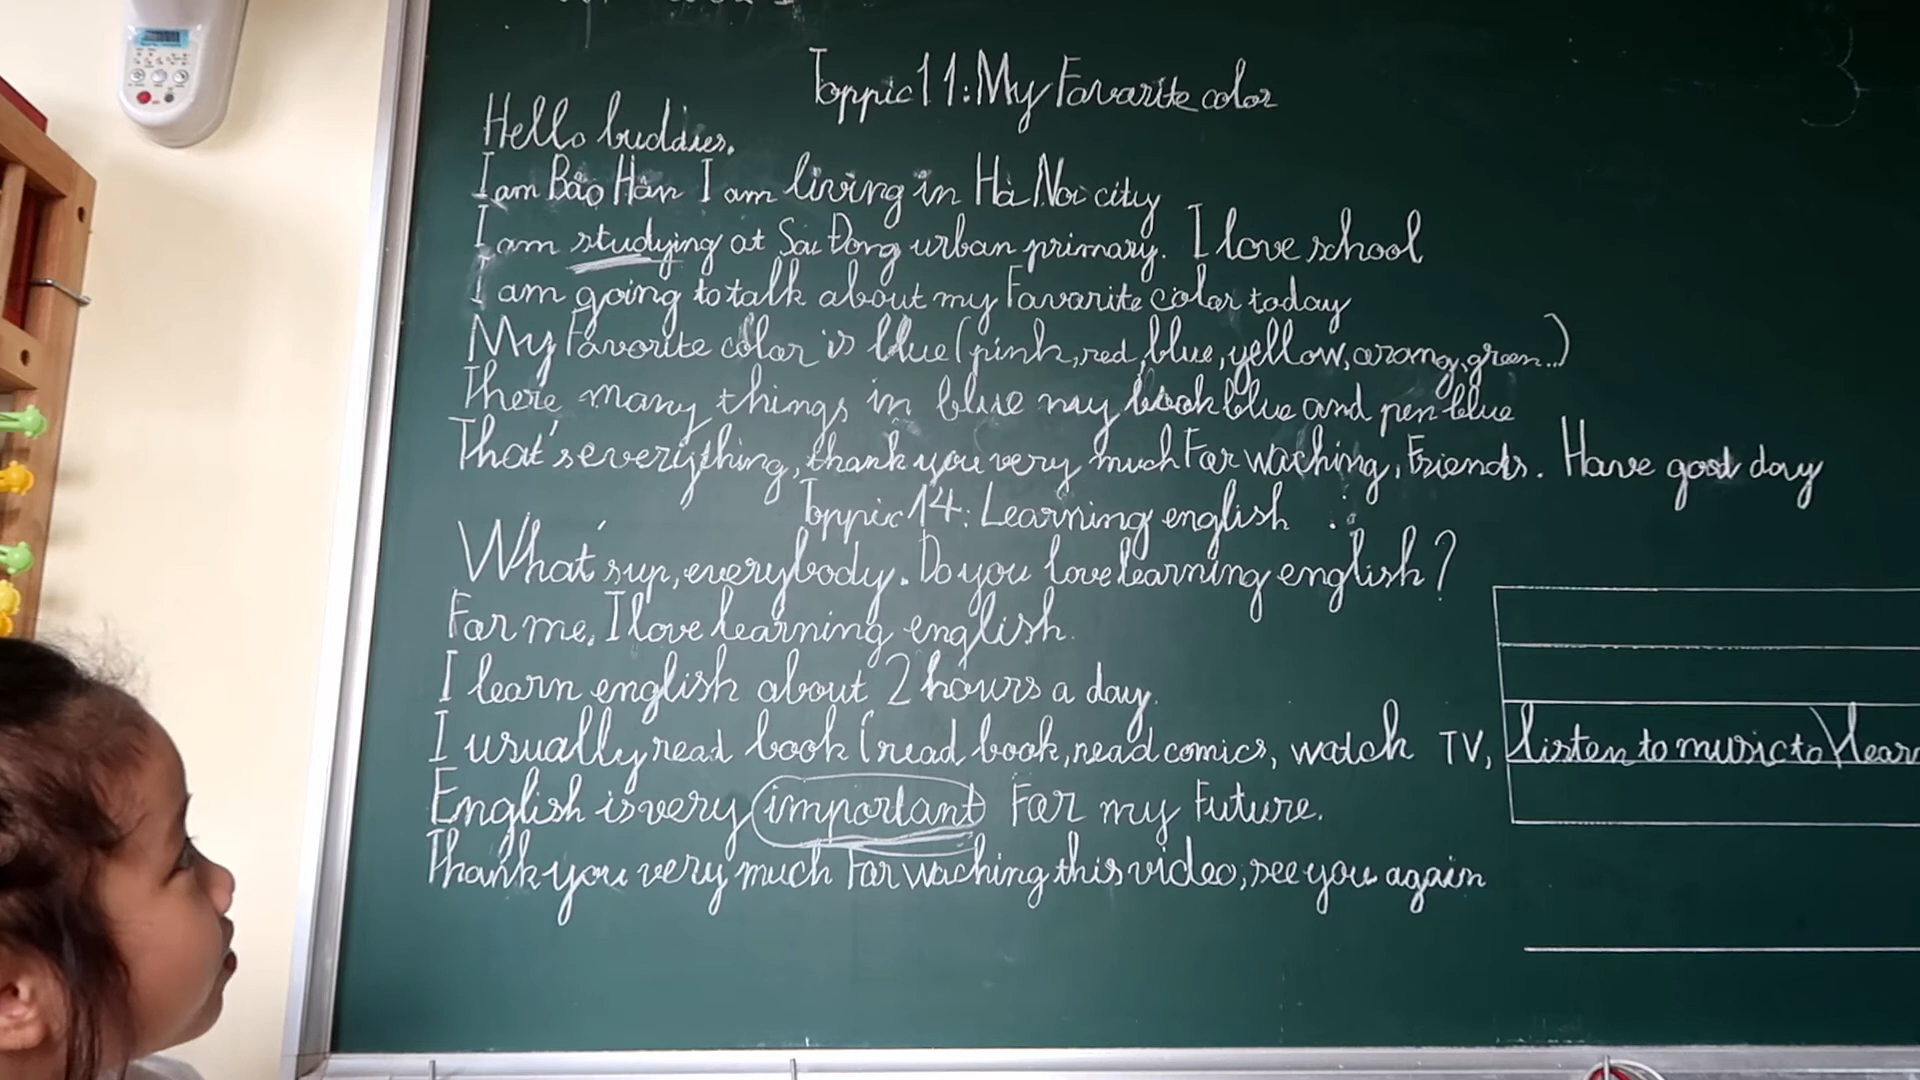 Toppic 11: My Favarite color
Hello buddies.
I am Bảo Hân I am living in Hà Noi city
I am studying at Sai Đong urban primary. I love school
I am going to talk about my Favarite color today
My Favorite color is blue (pink, red, blue, yellow, orang, green..)
There many things in blue my book blue and pen blue
That's everything, thank you very much For waching, Friends. Have good day
Toppic 14: Learning english
What's up, everybody. Do you love learning english?
For me. I love learning english.
I learn english about 2 hours a day.
I usually read book (read book, read comics, watch TV, listen to music to learn
English is very important For my Future.
Thank you very much For waching this video, see you again